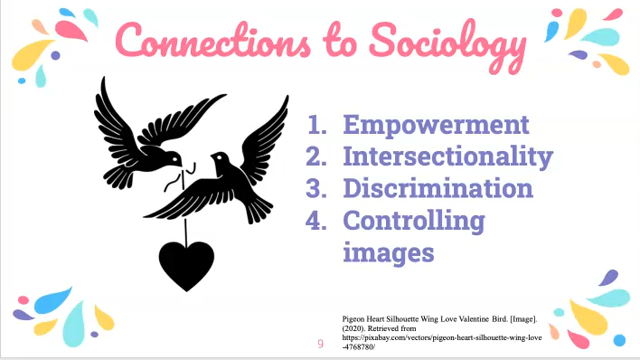 Connections to Sociology
1. Empowerment
2. Intersectionality
3. Discrimination
4. Controlling
images
Pigeon Heart Silhouette Wing Love Valentine Bird. [Image].
(2020). Retrieved from
https://pixabay.com/vectors/pigeon-heart-silhouette-wing-love
-4768780/
9